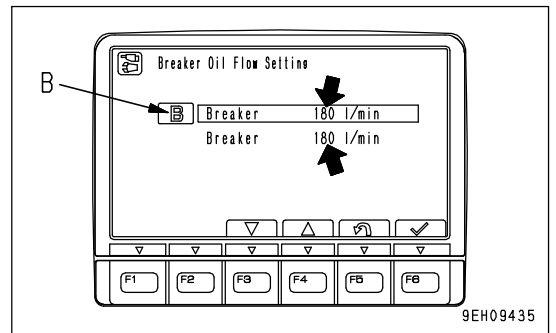 Breaker Oil Flow Setting
B
B Breaker 180 l/min
Breaker 180 l/min
F1 F2 F3 F4 F5 F6
9EH09435